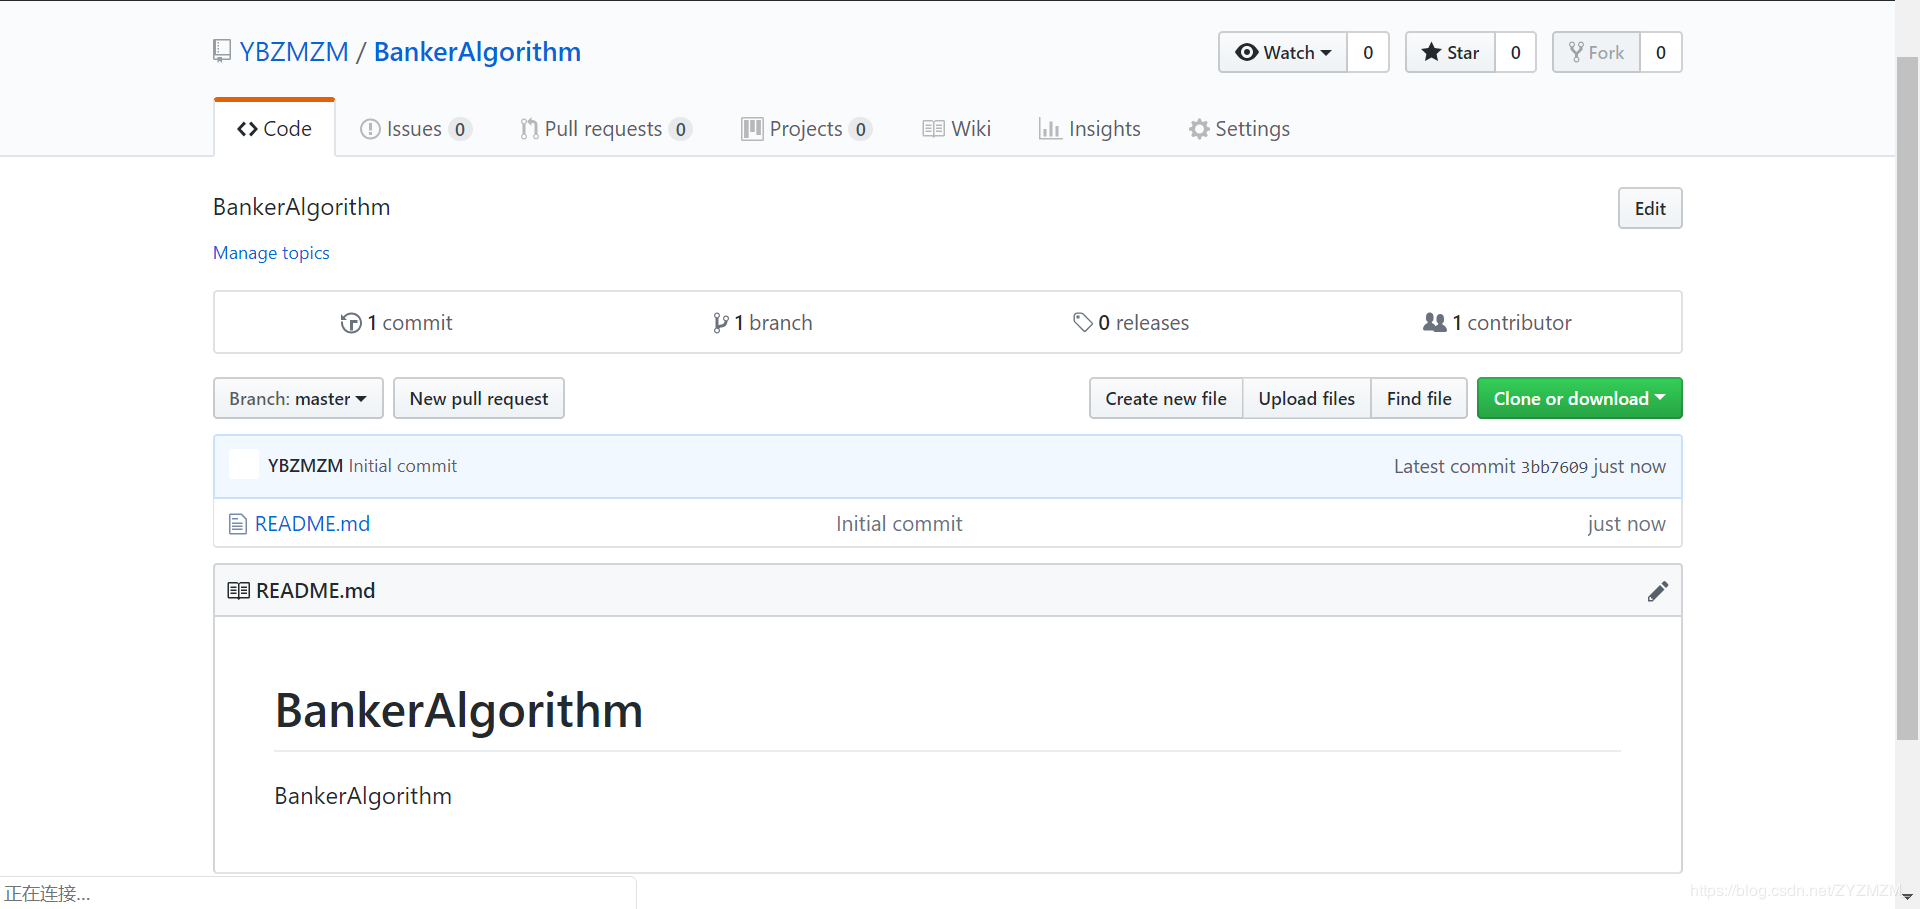 YBZMZM / BankerAlgorithm
Watch 0 Star 0 Fork 0
Code Issues 0 Pull requests 0 Projects 0 Wiki Insights Settings
BankerAlgorithm
Edit
Manage topics
1 commit 1 branch 0 releases 1 contributor
Branch: master New pull request Create new file Upload files Find file Clone or download
YBZMZM Initial commit Latest commit 3bb7609 just now
README.md Initial commit just now
README.md
BankerAlgorithm
BankerAlgorithm
正在连接...
https://blog.csdn.net/ZYZMZM